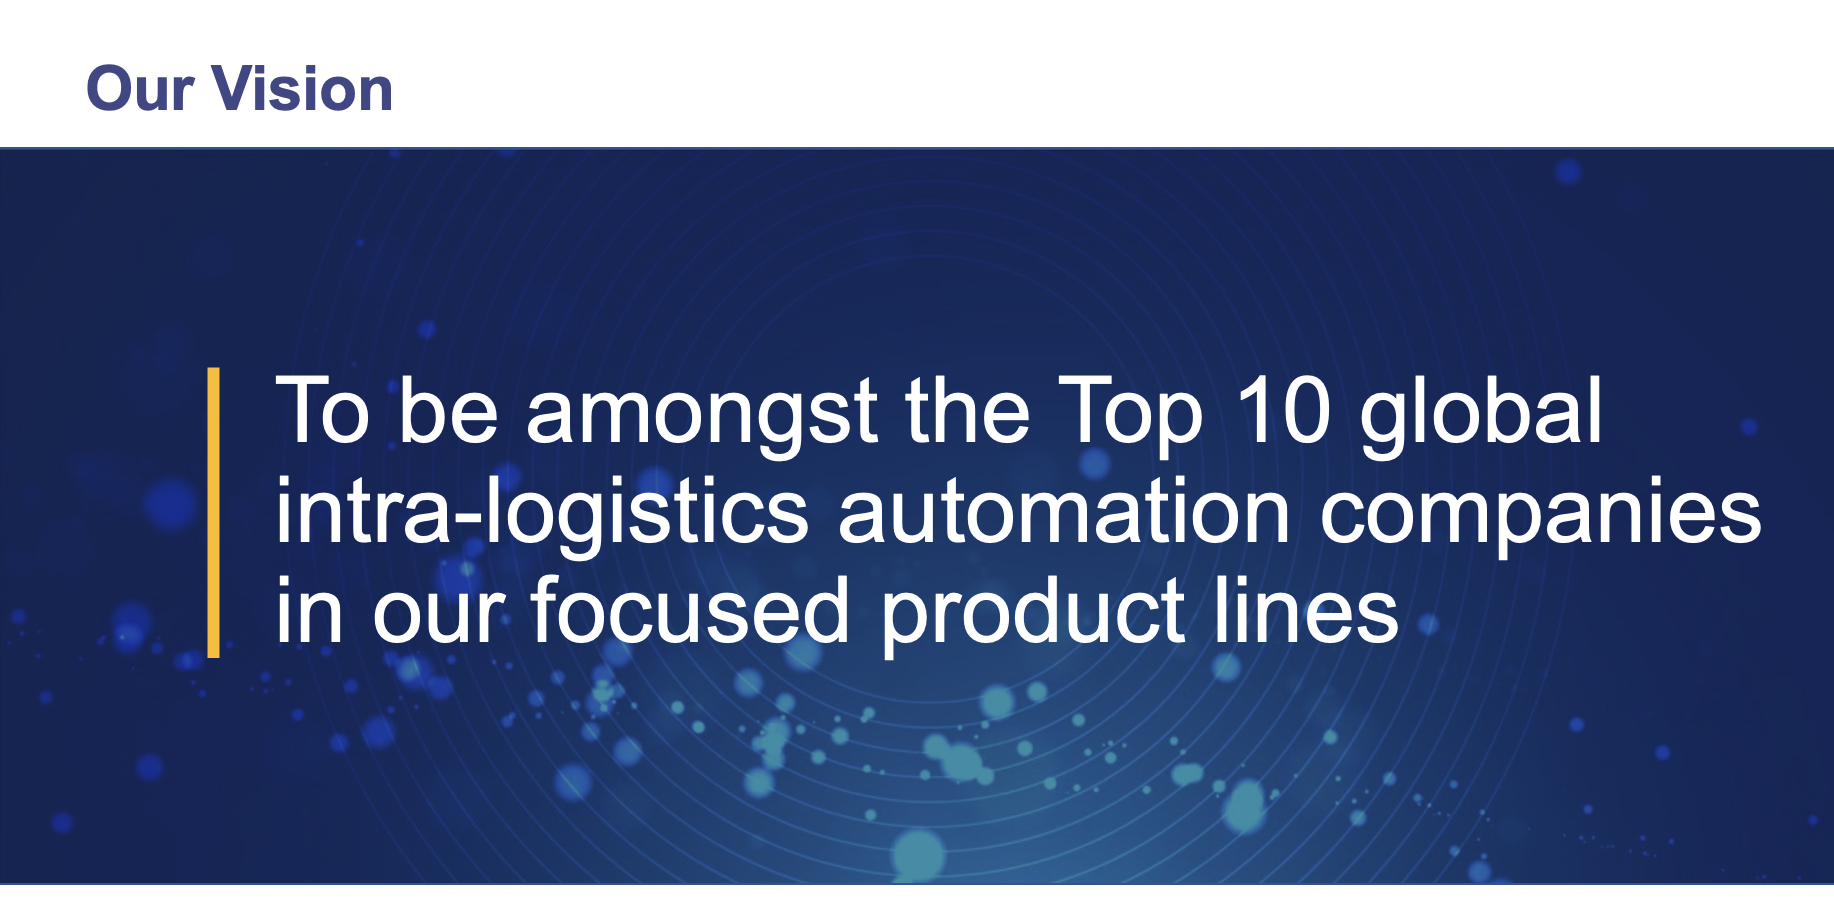 Our Vision
To be amongst the Top 10 global
intra-logistics automation companies
in our focused product lines